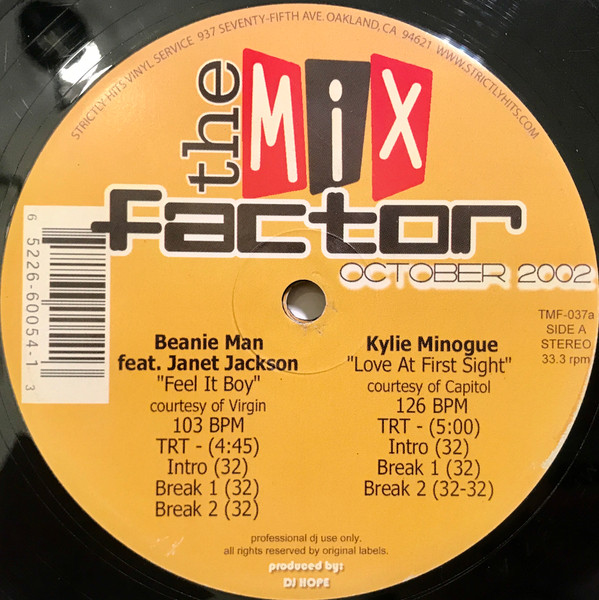 STRICTLY HITS VINYL SERVICE 937 SEVENTY-FIFTH AVE. OAKLAND, CA 94621 WWW.STRICTLYHITS.COM
the MiX
factor
OCTOBER 2002
6 5226-60054-1 3
TMF-037a
SIDE A
STEREO
33.3 rpm
Beanie Man
feat. Janet Jackson
"Feel It Boy"
courtesy of Virgin
103 BPM
TRT - (4:45)
Intro (32)
Break 1 (32)
Break 2 (32)
Kylie Minogue
"Love At First Sight"
courtesy of Capitol
126 BPM
TRT - (5:00)
Intro (32)
Break 1 (32)
Break 2 (32-32)
professional dj use only.
all rights reserved by original labels.
produced by:
DJ HOPE